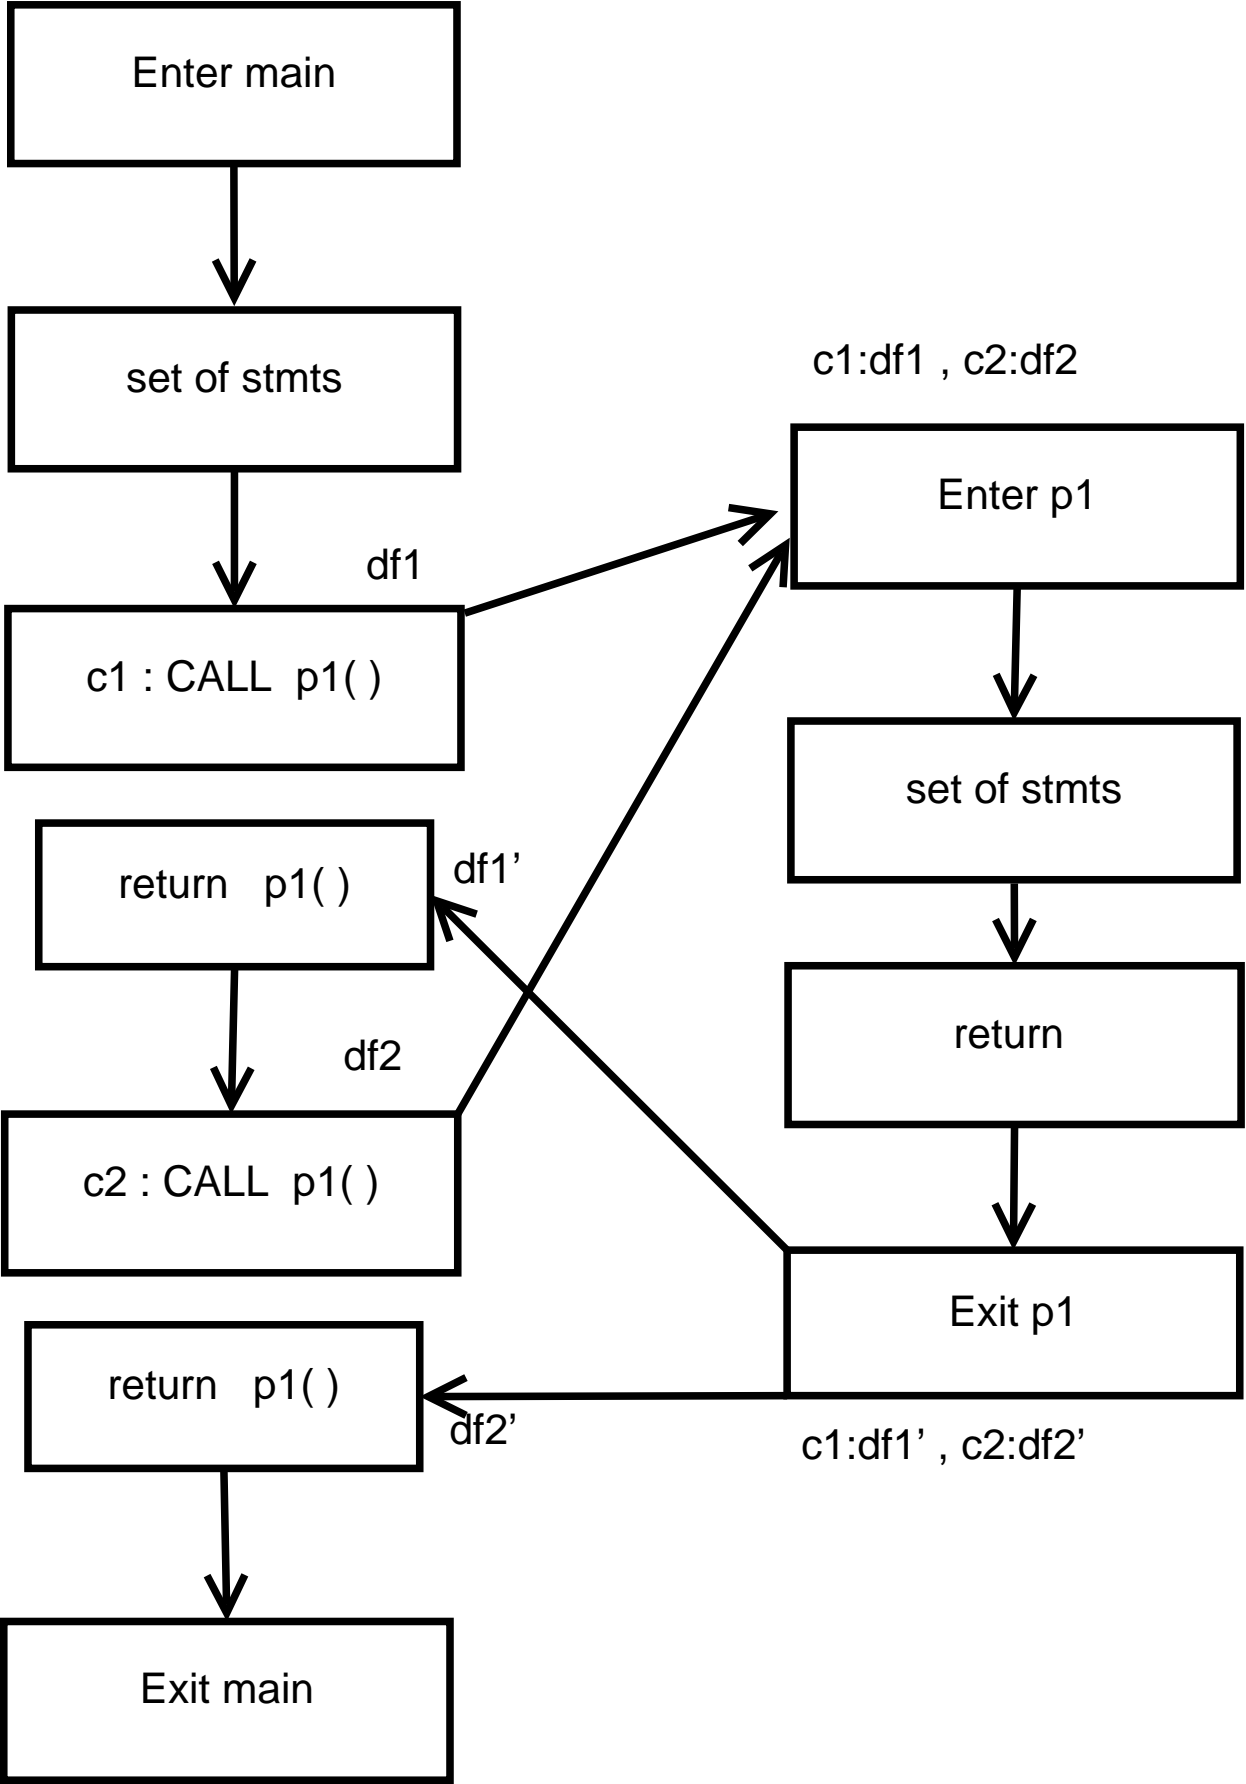 Enter main
set of stmts
c1:df1 , c2:df2
Enter p1
df1
c1 : CALL p1( )
set of stmts
return p1( )
df1’
return
df2
c2 : CALL p1( )
Exit p1
return p1( )
df2’
c1:df1’ , c2:df2’
Exit main